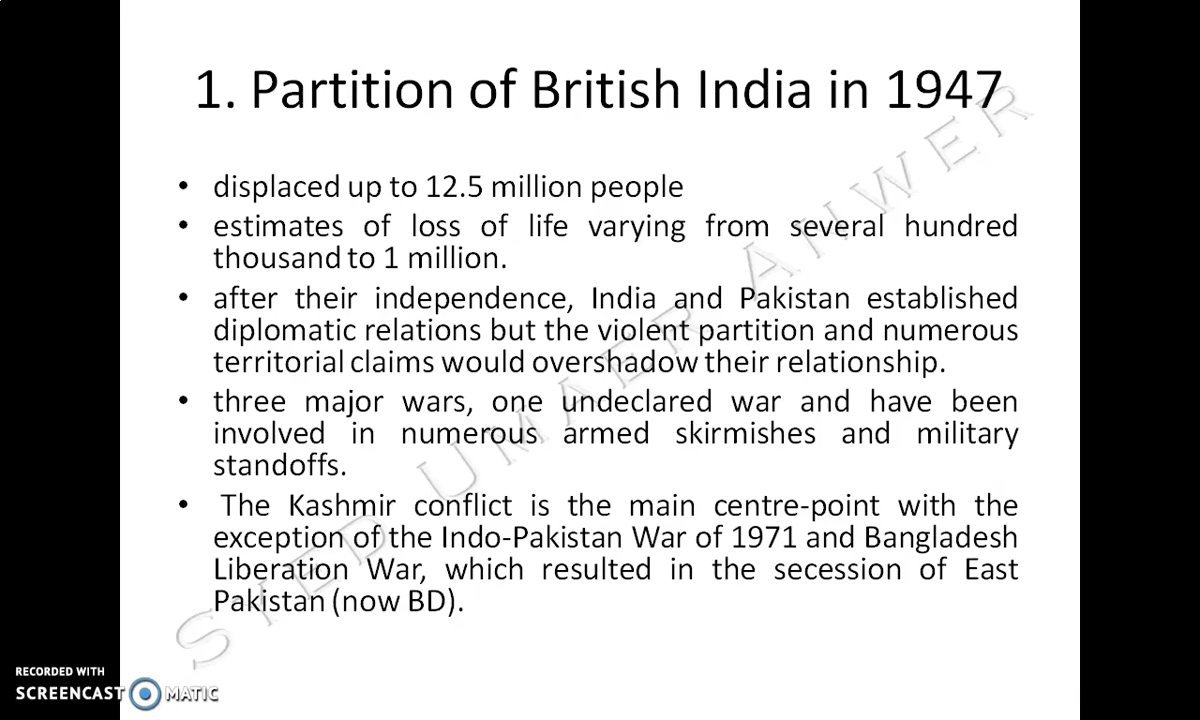 1. Partition of British India in 1947
• displaced up to 12.5 million people
• estimates of loss of life varying from several hundred
thousand to 1 million.
• after their independence, India and Pakistan established
diplomatic relations but the violent partition and numerous
territorial claims would overshadow their relationship.
• three major wars, one undeclared war and have been
involved in numerous armed skirmishes and military
standoffs.
• The Kashmir conflict is the main centre-point with the
exception of the Indo-Pakistan War of 1971 and Bangladesh
Liberation War, which resulted in the secession of East
Pakistan (now BD).
SYED UMAER ANWER
RECORDED WITH
SCREENCAST MATIC